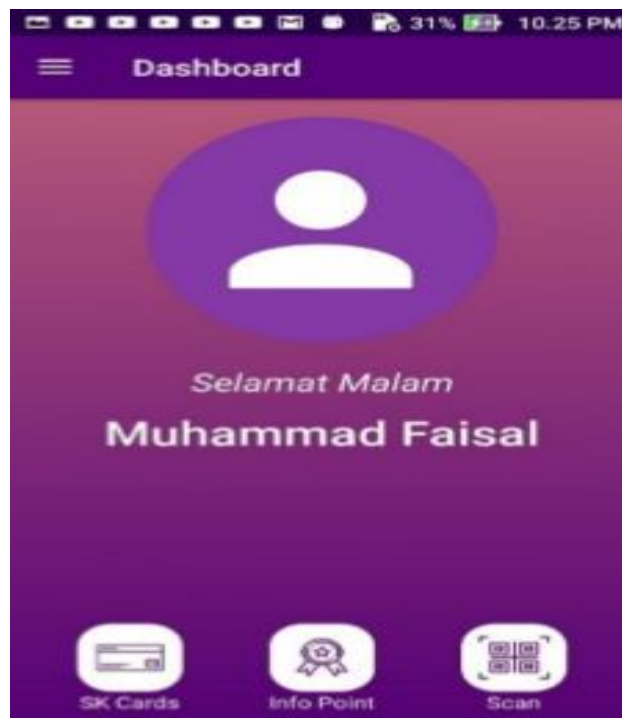 31% 10.25 PM
Dashboard
Selamat Malam
Muhammad Faisal
SK Cards Info Point Scan